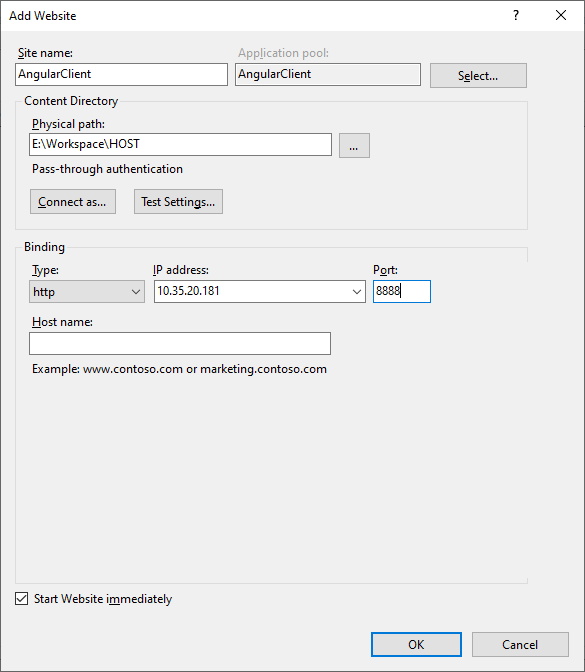 Add Website
?
Site name:
Application pool:
AngularClient
AngularClient
Select...
Content Directory
Physical path:
E:\Workspace\HOST
...
Pass-through authentication
Connect as...
Test Settings...
Binding
Type:
IP address:
Port:
http
10.35.20.181
8888
Host name:
Example: www.contoso.com or marketing.contoso.com
Start Website immediately
OK
Cancel